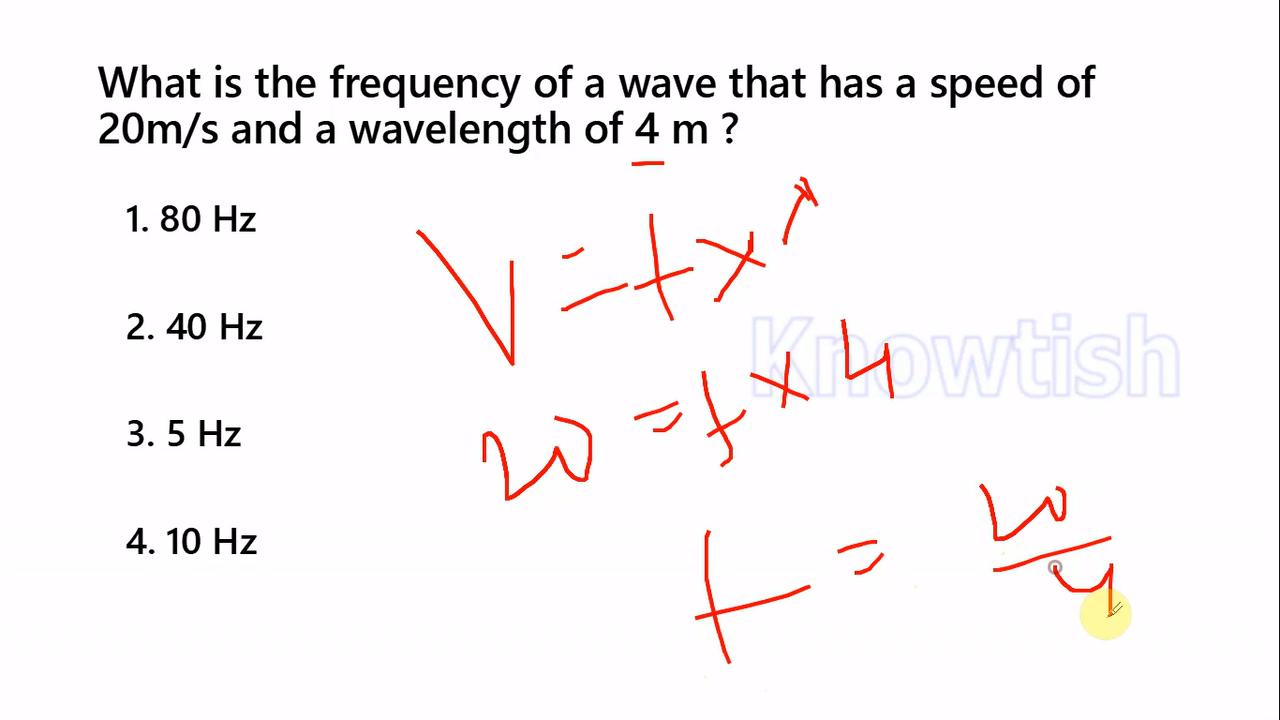 What is the frequency of a wave that has a speed of
20m/s and a wavelength of 4 m ?
1. 80 Hz
V = f x λ
2. 40 Hz
Knowtish
20 = f x 4
3. 5 Hz
4. 10 Hz
f = 20/4